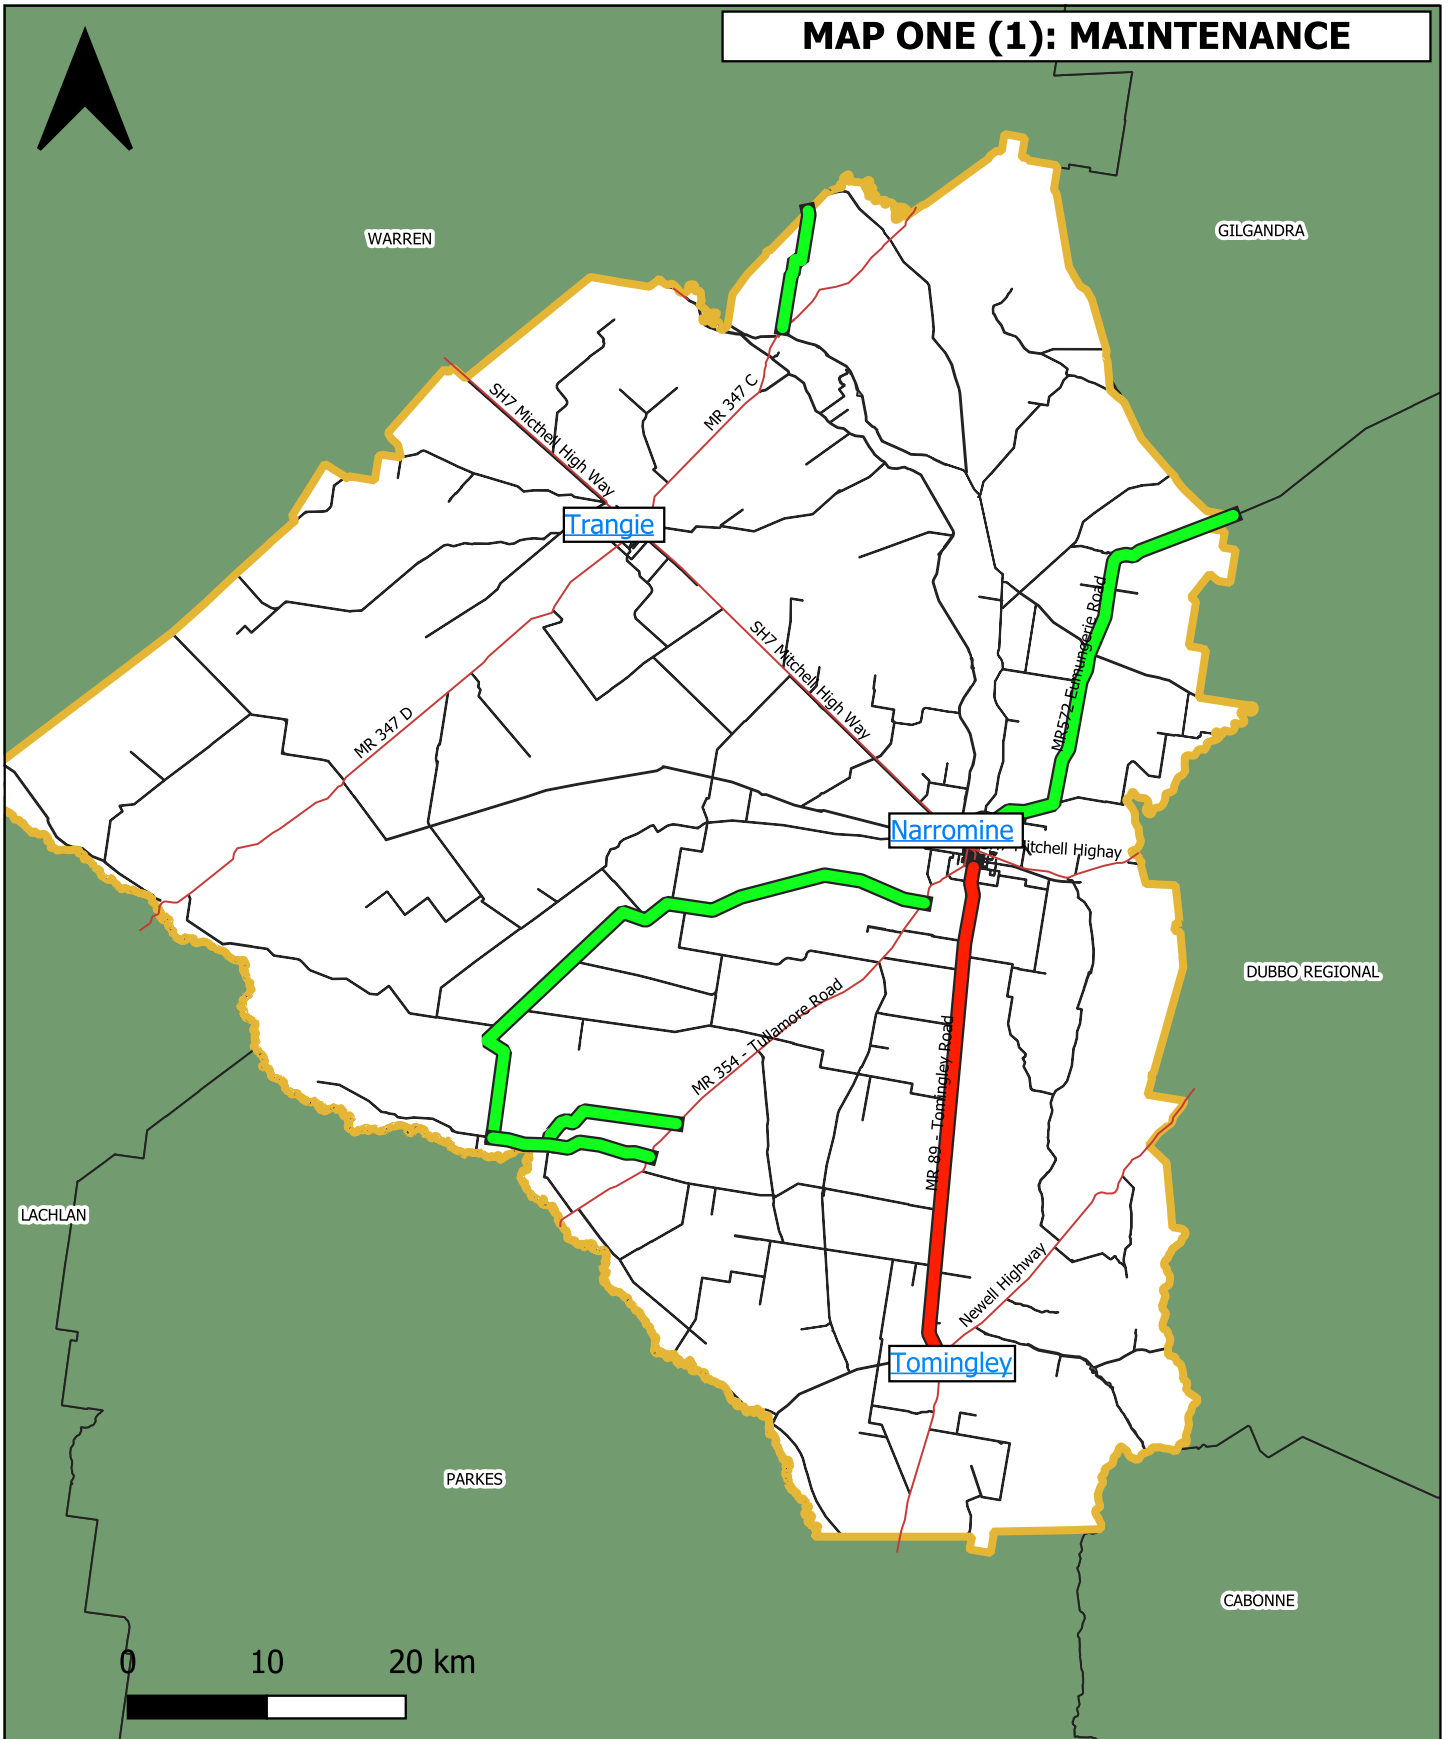 MAP ONE (1): MAINTENANCE
WARREN
GILGANDRA
SH7 Micthell High Way
MR 347 C
Trangie
MR572 Eumungerie Road
SH7 Mitchell High Way
MR 347 D
Narromine
Mitchell Highay
DUBBO REGIONAL
MR 354 - Tullamore Road
MR 89 - Tomingley Road
LACHLAN
Newell Highway
Tomingley
PARKES
CABONNE
0 10 20 km